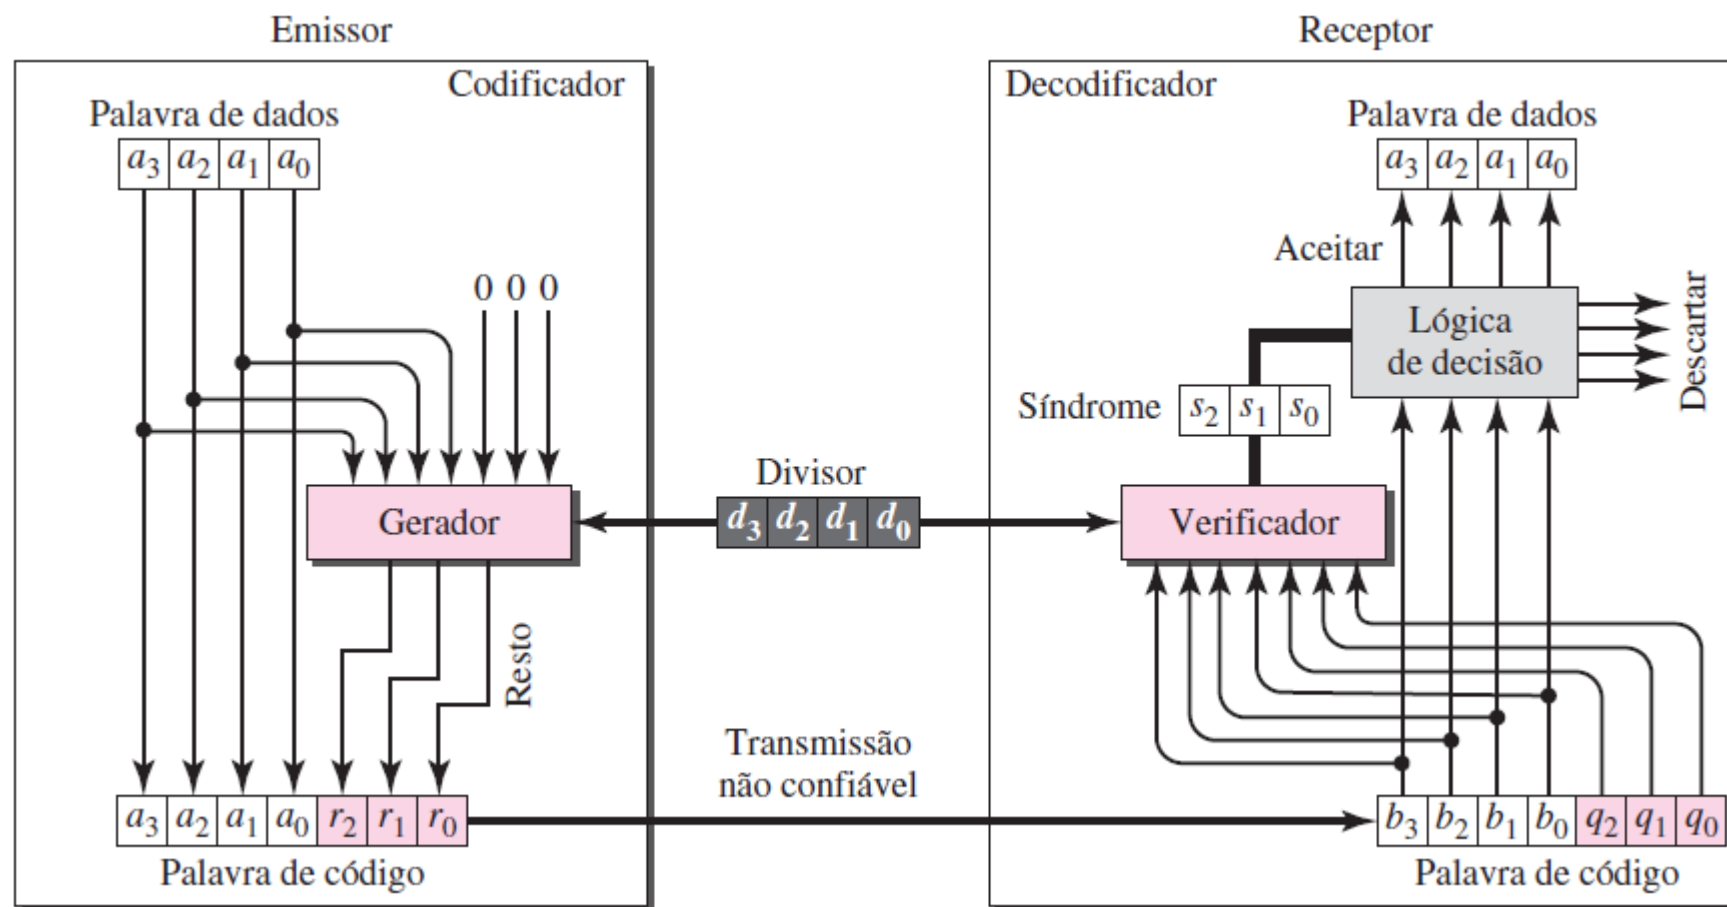 Emissor
Codificador
Palavra de dados
a3 a2 a1 a0
0 0 0
Gerador
Resto
a3 a2 a1 a0 r2 r1 r0
Palavra de código
Divisor
d3 d2 d1 d0
Transmissão
não confiável
Receptor
Decodificador
Palavra de dados
a3 a2 a1 a0
Aceitar
Lógica
de decisão
Descartar
Síndrome
s2 s1 s0
Verificador
b3 b2 b1 b0 q2 q1 q0
Palavra de código